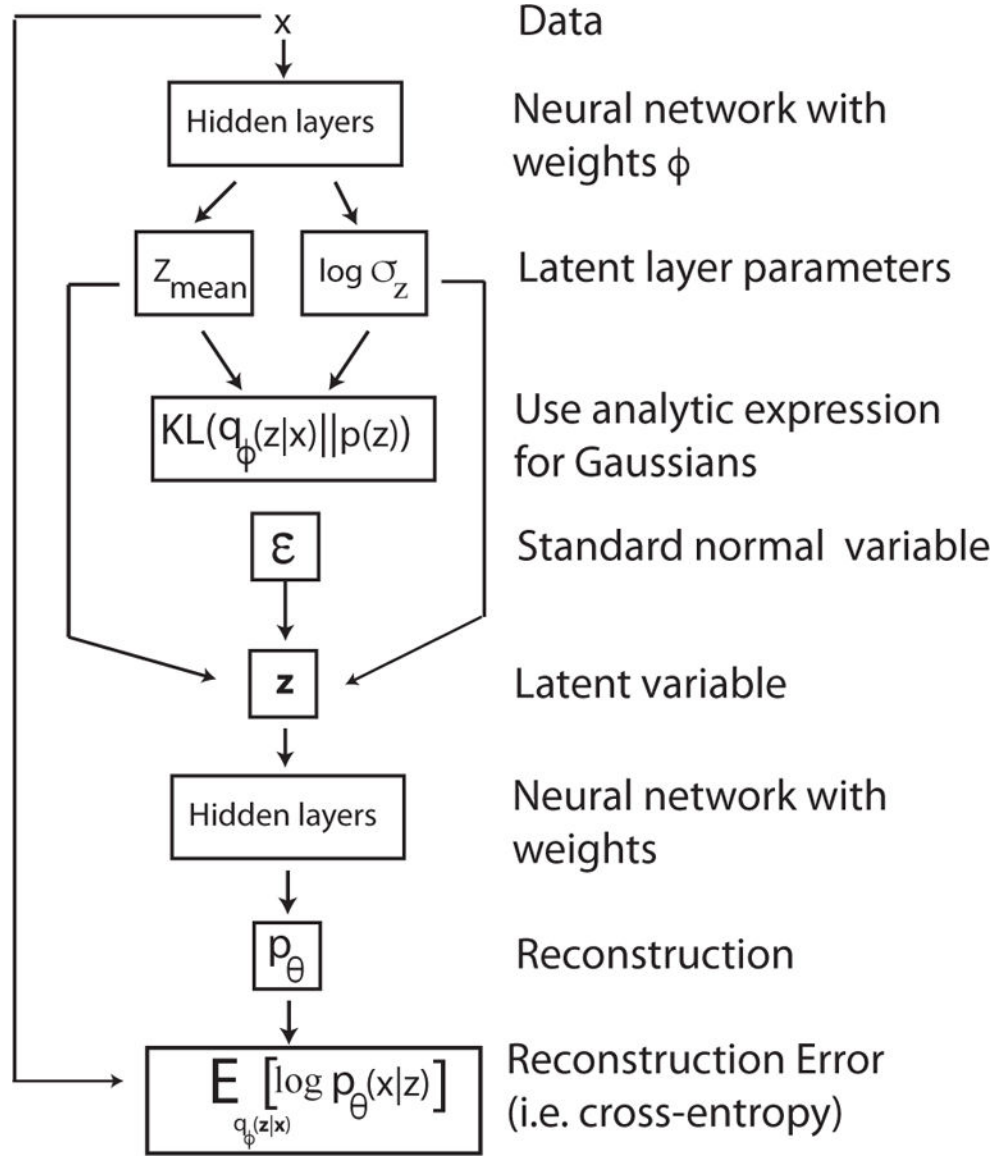 x
Data
Hidden layers
Neural network with
weights ϕ
Z_mean
log σ_z
Latent layer parameters
KL(q_ϕ(z|x)||p(z))
Use analytic expression
for Gaussians
ε
Standard normal variable
z
Latent variable
Hidden layers
Neural network with
weights
p_θ
Reconstruction
E_q_ϕ(z|x) [log p_θ(x|z)]
Reconstruction Error
(i.e. cross-entropy)